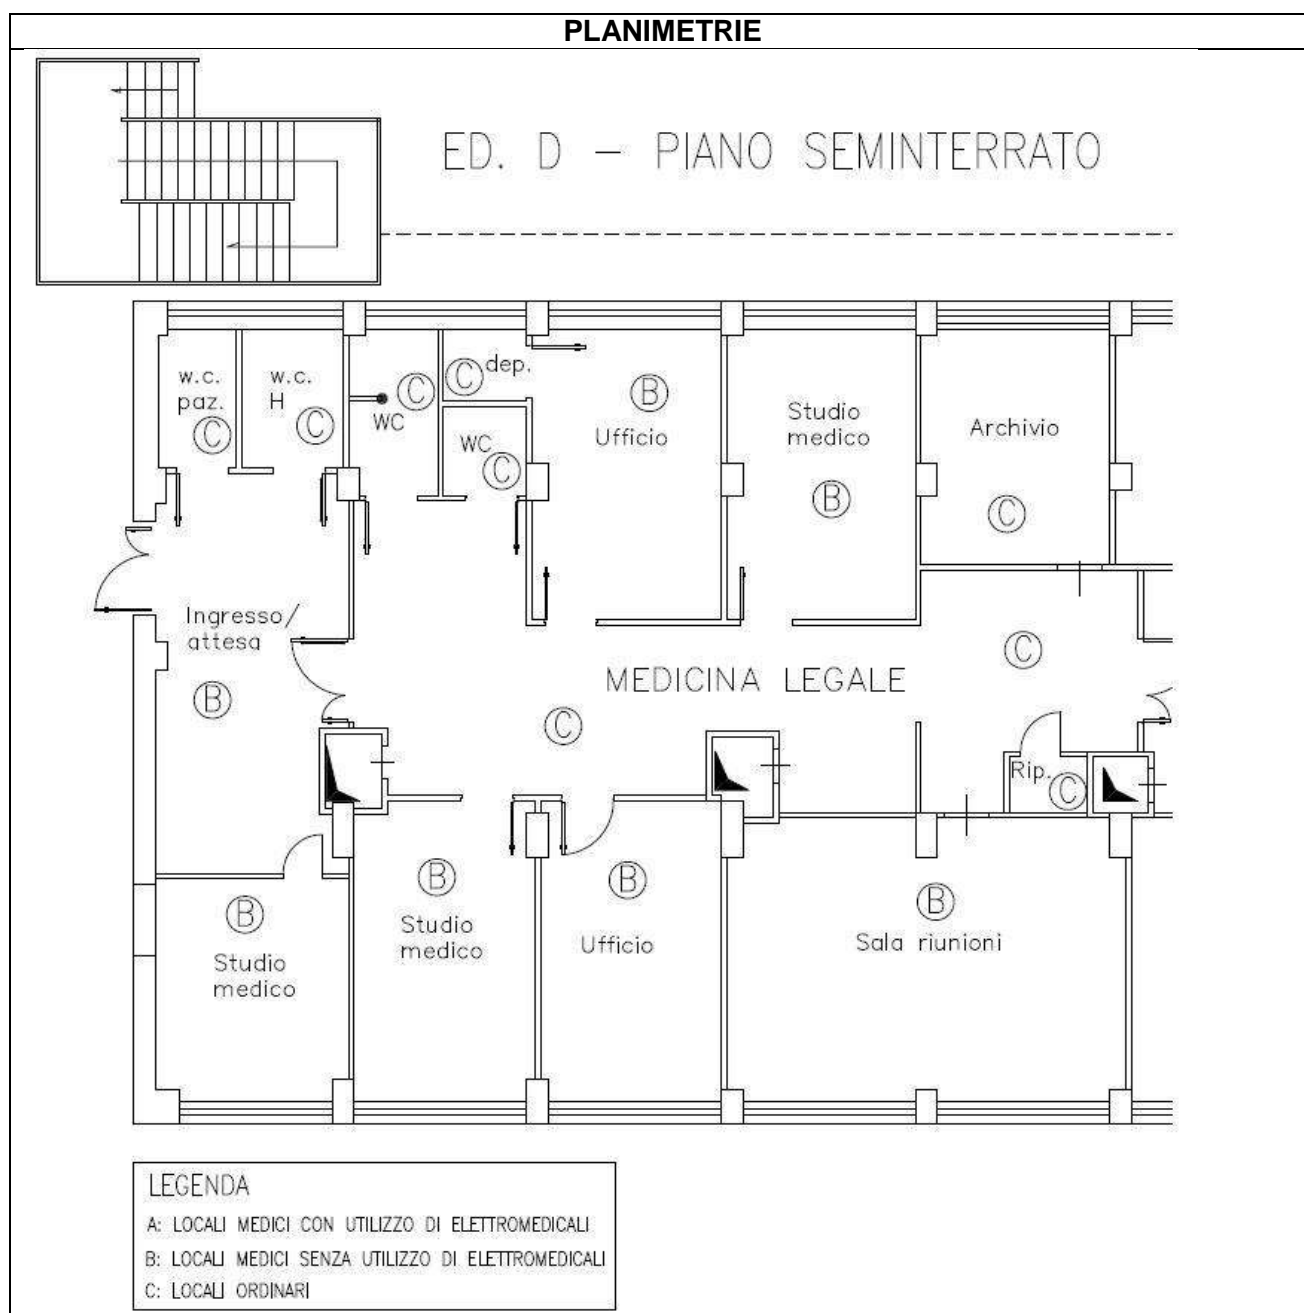 PLANIMETRIE
ED. D – PIANO SEMINTERRATO
w.c.
paz.
C
w.c.
H
C
WC
C
C
dep.
WC
C
B
Ufficio
Studio
medico
B
Archivio
C
Ingresso/
attesa
B
MEDICINA LEGALE
C
C
Rip.
C
B
Studio
medico
B
Studio
medico
B
Ufficio
B
Sala riunioni
LEGENDA
A: LOCALI MEDICI CON UTILIZZO DI ELETTROMEDICALI
B: LOCALI MEDICI SENZA UTILIZZO DI ELETTROMEDICALI
C: LOCALI ORDINARI